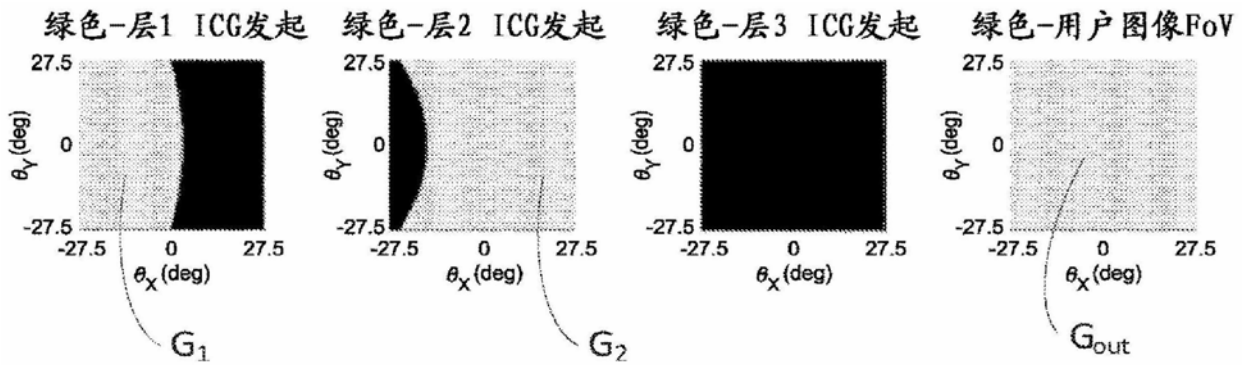 绿色-层1 ICG发起 绿色-层2 ICG发起 绿色-层3 ICG发起 绿色-用户图像FoV
27.5 27.5 27.5 27.5
θY(deg) 0 θY(deg) 0 θY(deg) 0 θY(deg) 0
-27.5 -27.5 -27.5 -27.5
-27.5 0 27.5 -27.5 0 27.5 -27.5 0 27.5 -27.5 0 27.5
θX(deg) θX(deg) θX(deg) θX(deg)
G1 G2 Gout